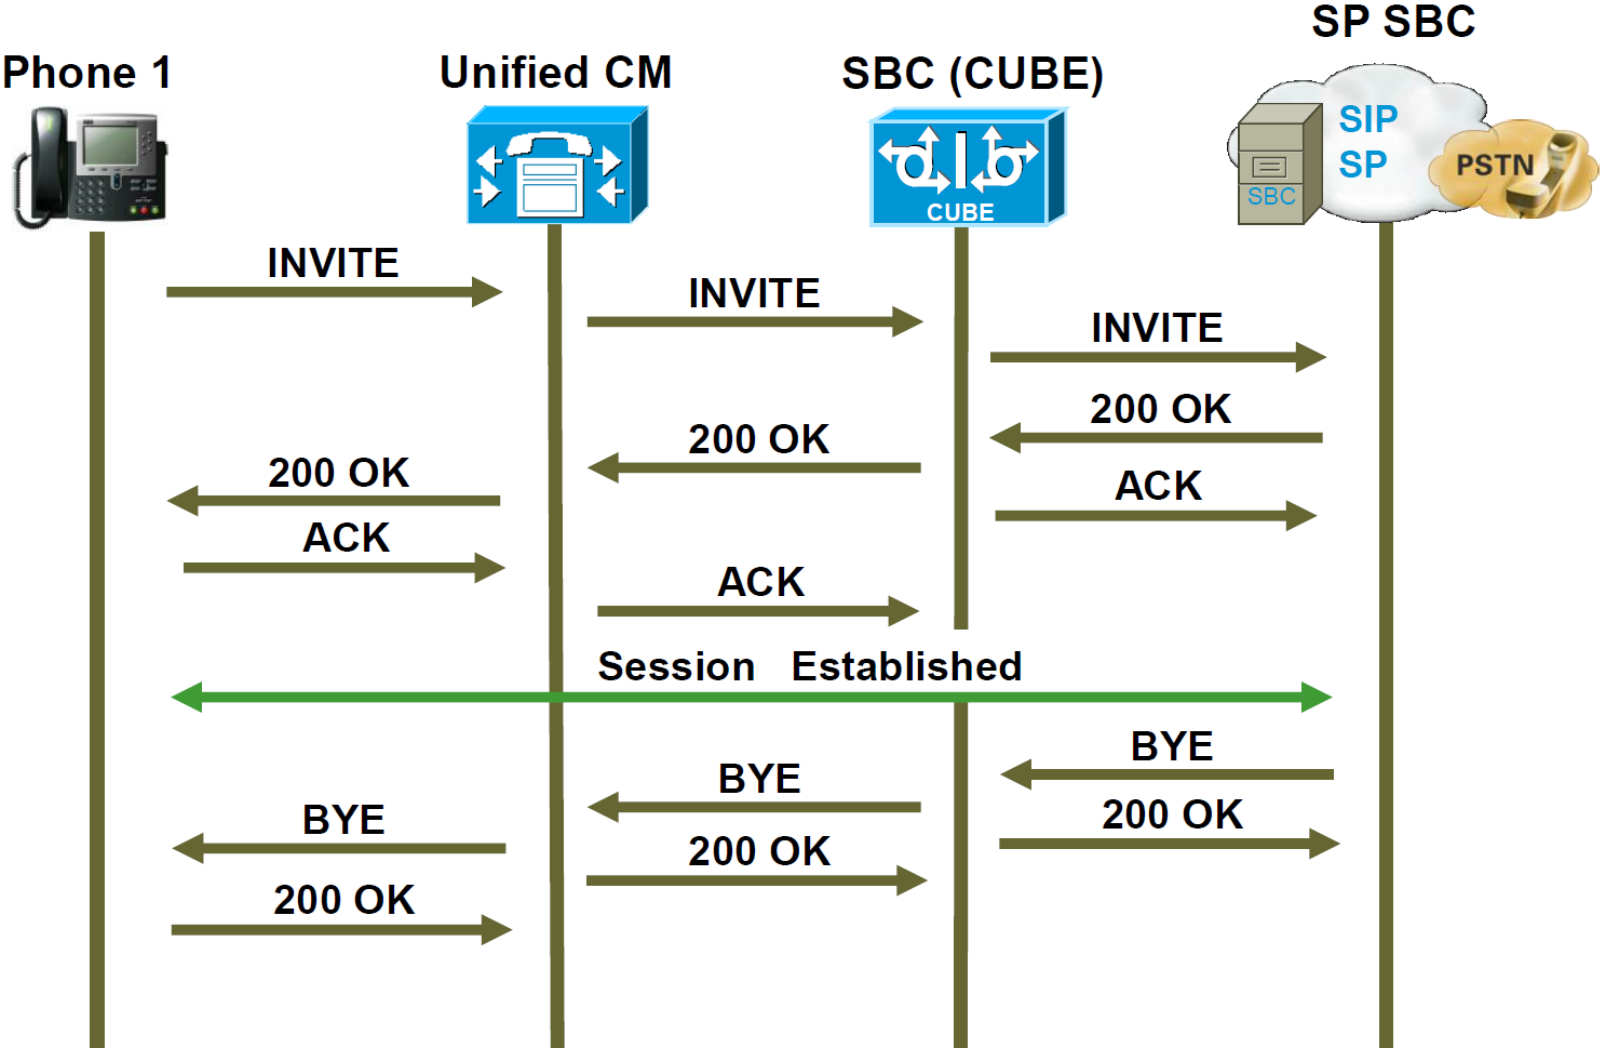 SP SBC
Phone 1
Unified CM
SBC (CUBE)
SIP
SP
PSTN
SBC
CUBE
INVITE
INVITE
INVITE
200 OK
200 OK
200 OK
ACK
ACK
ACK
Session Established
BYE
BYE
BYE
200 OK
200 OK
200 OK